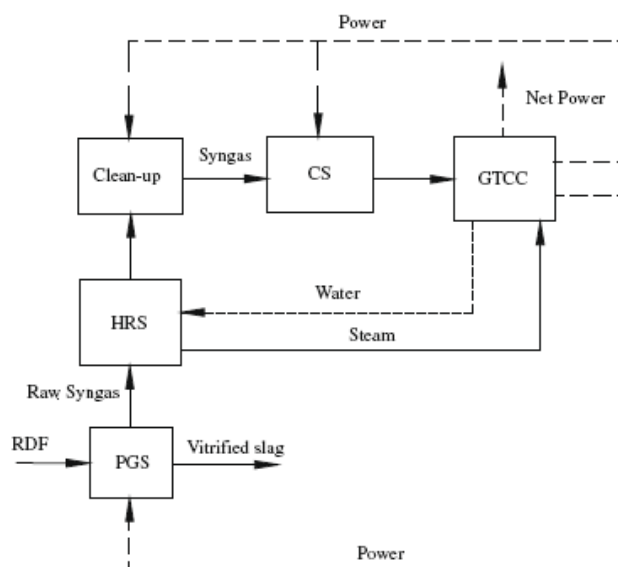 Power
Net Power
Clean-up
Syngas
CS
GTCC
Water
HRS
Steam
Raw Syngas
RDF
PGS
Vitrified slag
Power